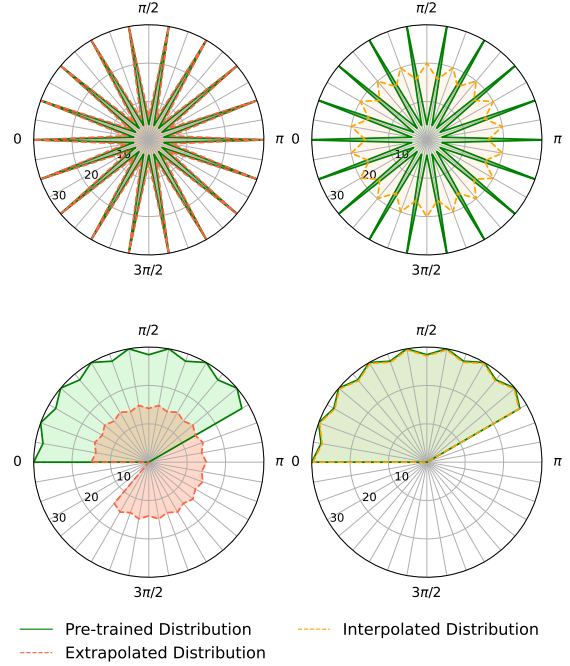 π/2 π/2
0 10 20 30 π 0 10 20 30 π
3π/2 3π/2
π/2 π/2
0 10 20 30 π 0 10 20 30 π
3π/2 3π/2
Pre-trained Distribution Interpolated Distribution
Extrapolated Distribution